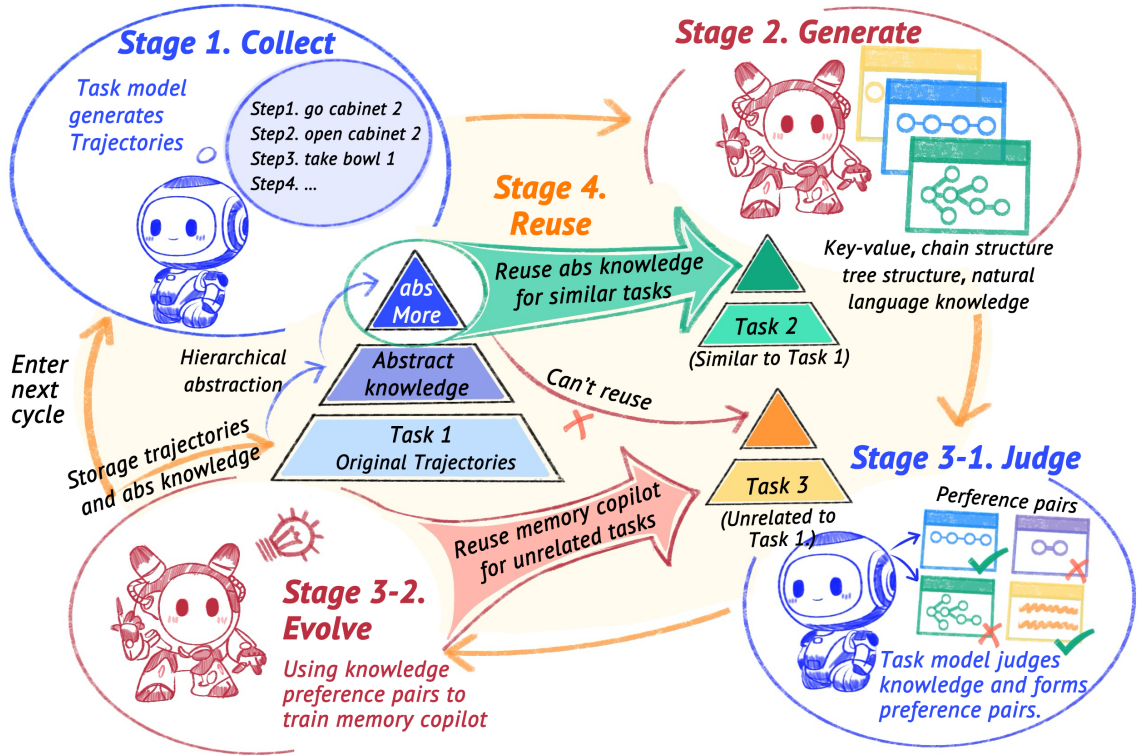 Stage 1. Collect
Task model
generates
Trajectories
Step1. go cabinet 2
Step2. open cabinet 2
Step3. take bowl 1
Step4. ...
Stage 2. Generate
Key-value, chain structure
tree structure, natural
language knowledge
Stage 4.
Reuse
Reuse abs knowledge
for similar tasks
abs
More
Abstract
knowledge
Task 1
Original Trajectories
Hierarchical
abstraction
Enter
next
cycle
Storage trajectories
and abs knowledge
Task 2
(Similar to Task 1)
Can't reuse
Task 3
(Unrelated to
Task 1.)
Reuse memory copilot
for unrelated tasks
Stage 3-1. Judge
Perference pairs
Task model judges
knowledge and forms
preference pairs.
Stage 3-2.
Evolve
Using knowledge
preference pairs to
train memory copilot